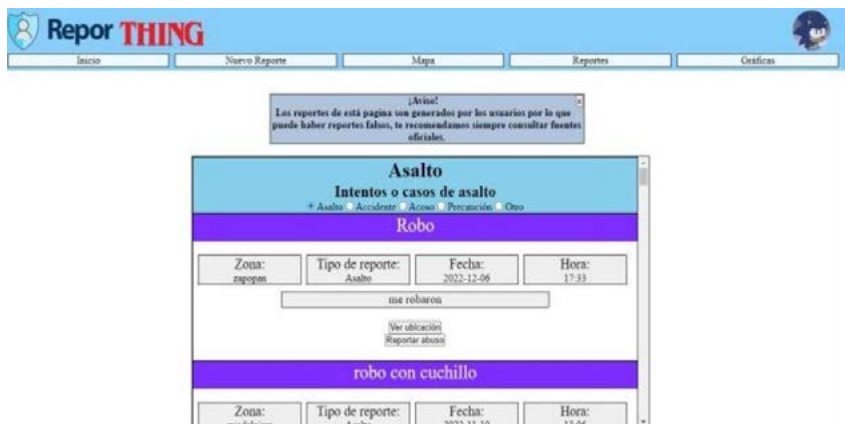 Repor THING
Inicio
Nuevo Reporte
Mapa
Reportes
Gráficas
¡Aviso!
x
Los reportes de está pagina son generados por los usuarios por lo que
puede haber reportes falsos, te recomendamos siempre consultar fuentes
oficiales.
Asalto
Intentos o casos de asalto
Asalto Accidente Acoso Precaución Otro
Robo
Zona: Tipo de reporte: Fecha: Hora:
zapopan Asalto 2022-12-06 17:33
me robaron
Ver ubicación
Reportar abuso
robo con cuchillo
Zona: Tipo de reporte: Fecha: Hora:
Asalto